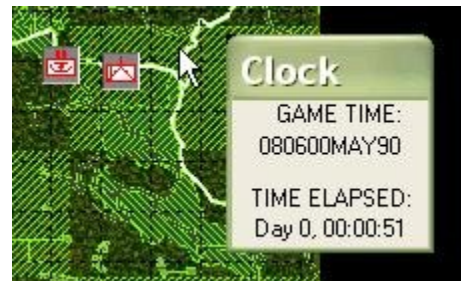 Clock
GAME TIME:
080600MAY90
TIME ELAPSED:
Day 0, 00:00:51